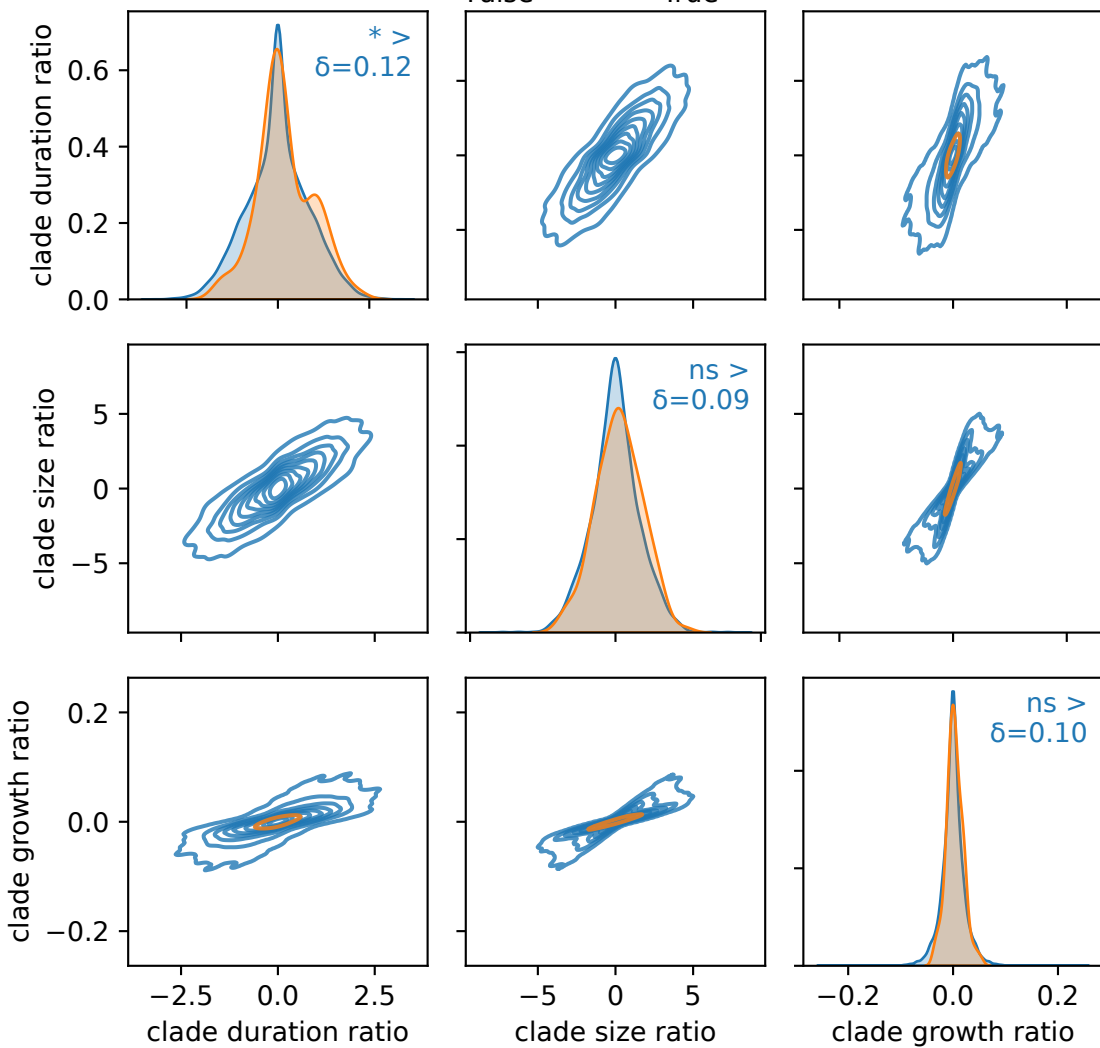 True
clade duration ratio
0.6
0.4
0.2
0.0
* >
δ=0.12
clade size ratio
5
0
−5
ns >
δ=0.09
clade growth ratio
0.2
0.0
−0.2
ns >
δ=0.10
−2.5 0.0 2.5
−5 0 5
−0.2 0.0 0.2
clade duration ratio
clade size ratio
clade growth ratio